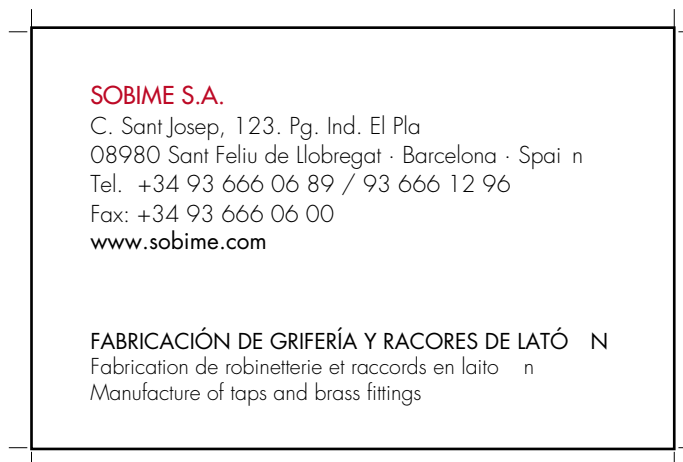 SOBIME S.A.
C. Sant Josep, 123. Pg. Ind. El Pla
08980 Sant Feliu de Llobregat · Barcelona · Spai n
Tel. +34 93 666 06 89 / 93 666 12 96
Fax: +34 93 666 06 00
www.sobime.com
FABRICACIÓN DE GRIFERÍA Y RACORES DE LATÓ N
Fabrication de robinetterie et raccords en laito n
Manufacture of taps and brass fittings